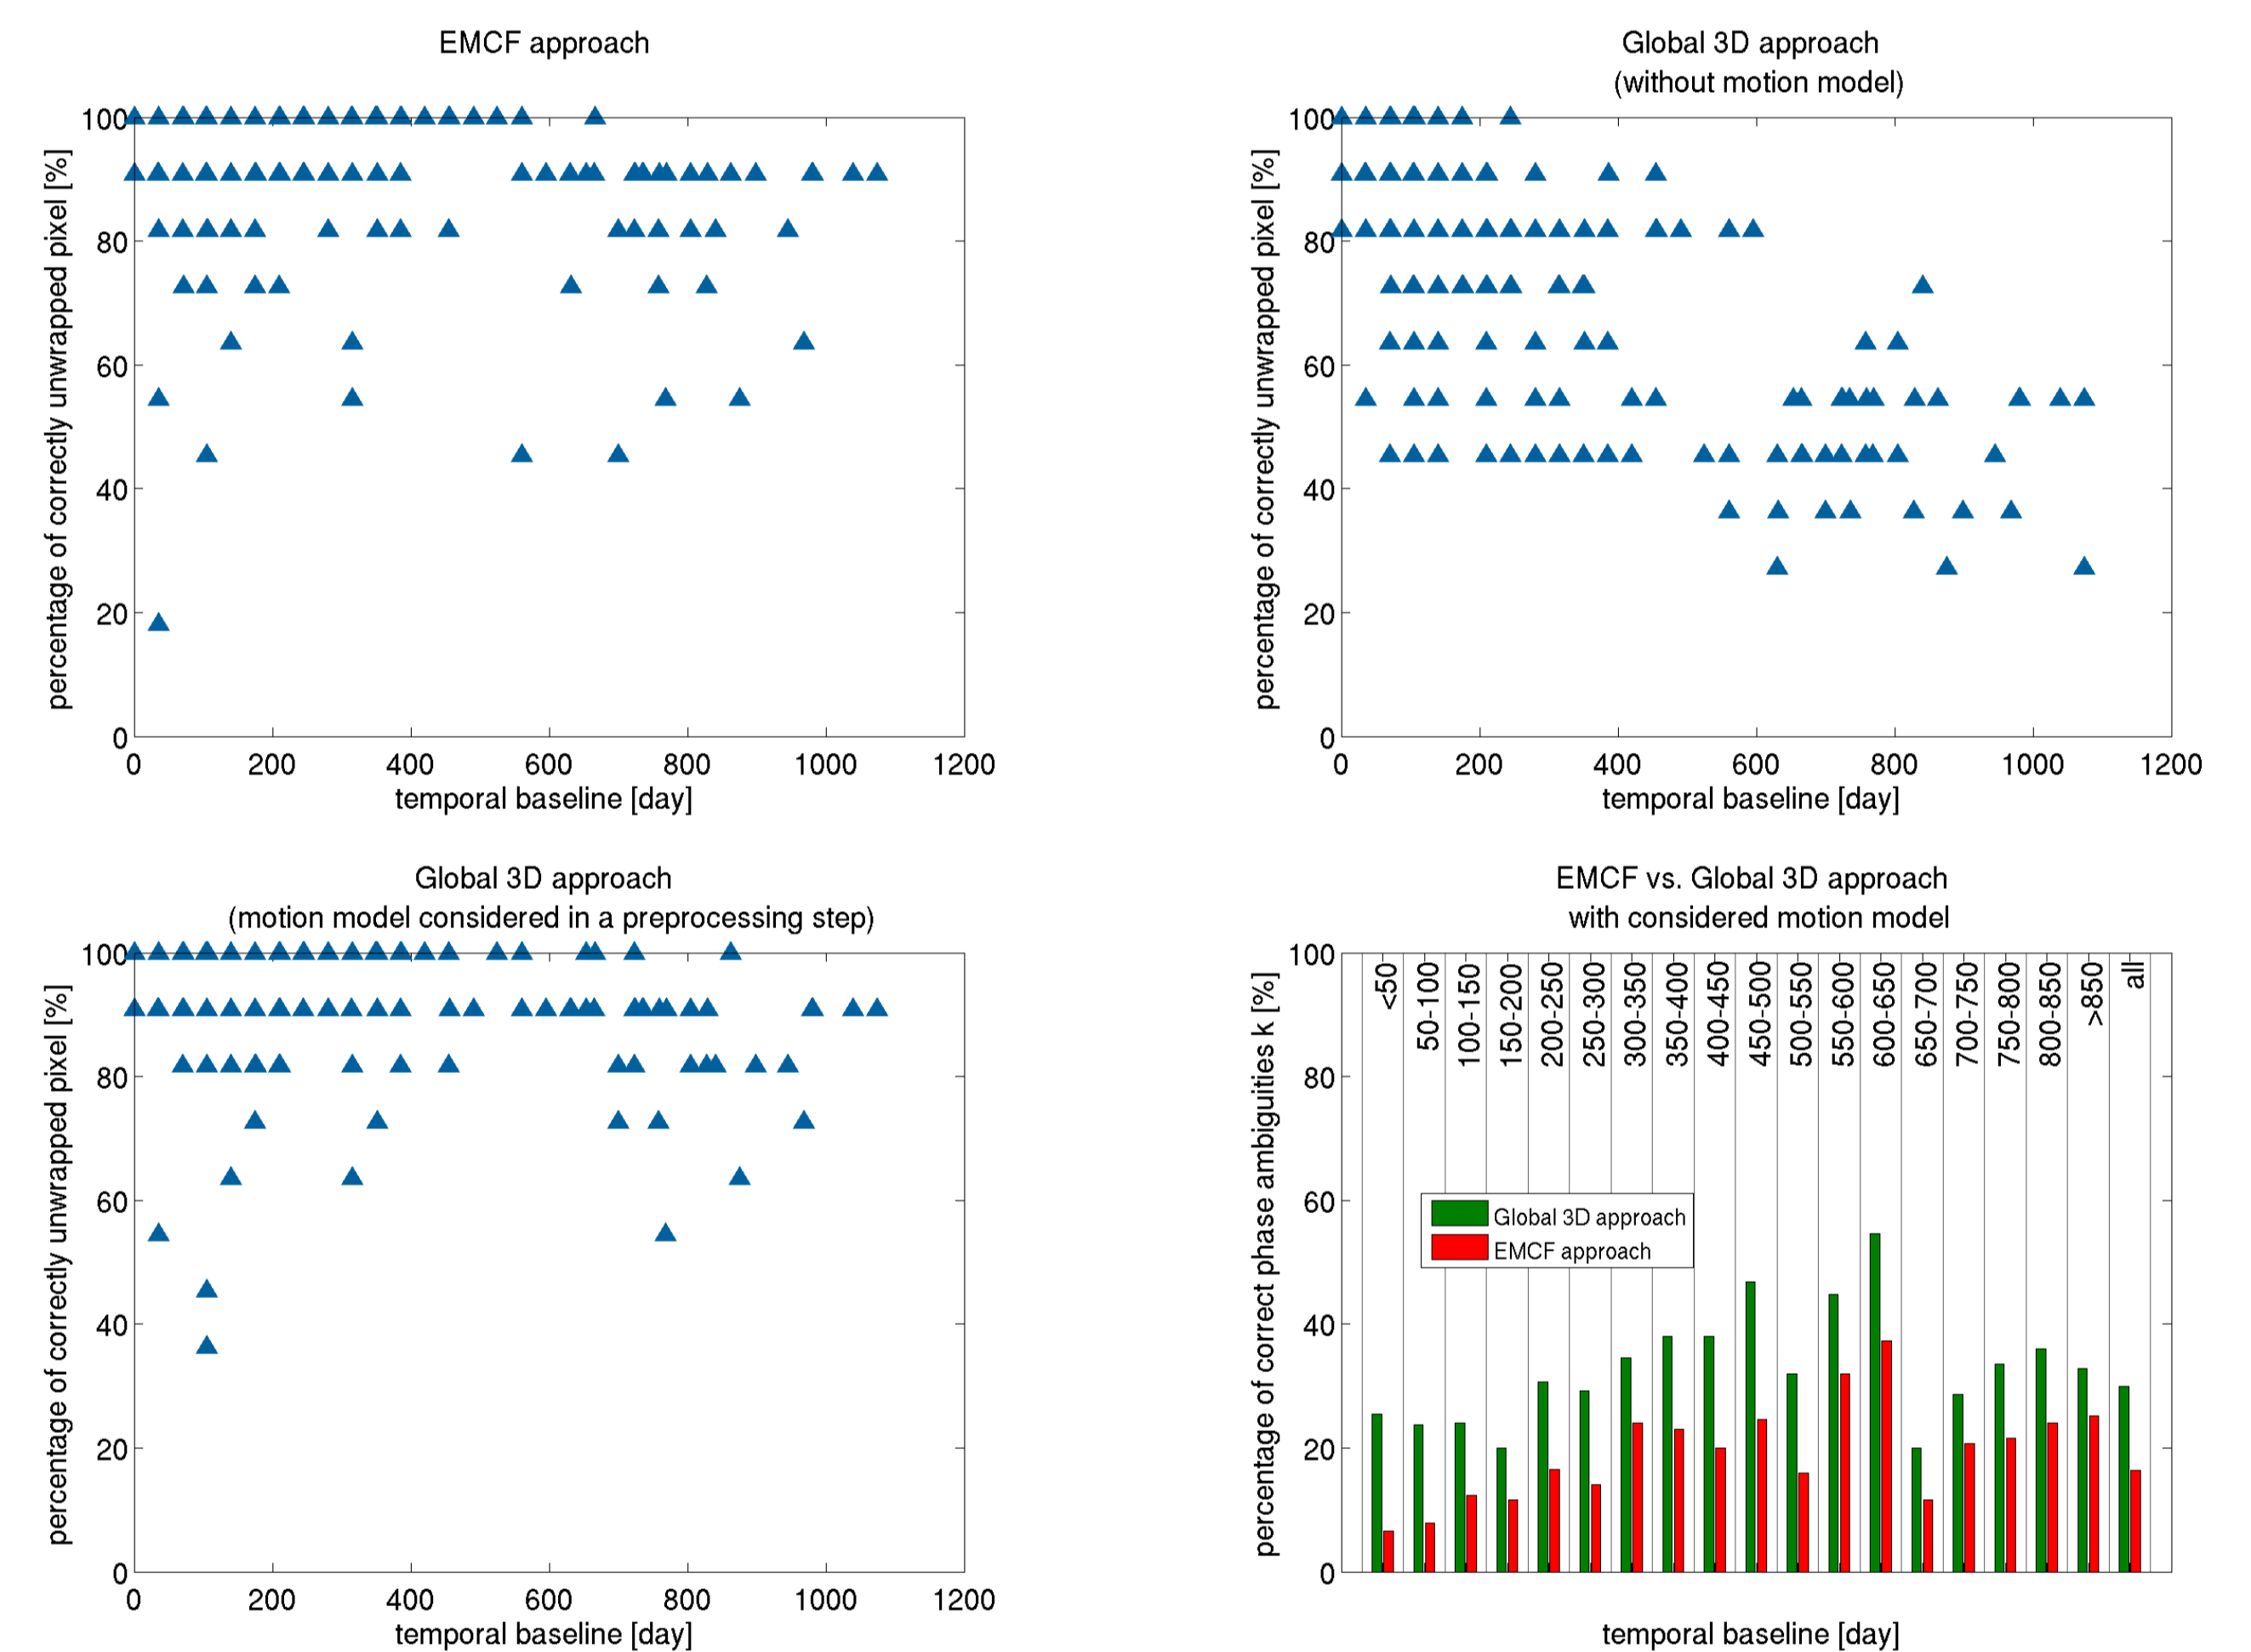 EMCF approach
percentage of correctly unwrapped pixel [%]
100
80
60
40
20
0
0 200 400 600 800 1000 1200
temporal baseline [day]
Global 3D approach
(without motion model)
percentage of correctly unwrapped pixel [%]
100
80
60
40
20
0
0 200 400 600 800 1000 1200
temporal baseline [day]
Global 3D approach
(motion model considered in a preprocessing step)
percentage of correctly unwrapped pixel [%]
100
80
60
40
20
0
0 200 400 600 800 1000 1200
temporal baseline [day]
EMCF vs. Global 3D approach
with considered motion model
percentage of correct phase ambiguities k [%]
100
80
60
40
20
0
<50
50-100
100-150
150-200
200-250
250-300
300-350
350-400
400-450
450-500
500-550
550-600
600-650
650-700
700-750
750-800
800-850
>850
all
Global 3D approach
EMCF approach
temporal baseline [day]